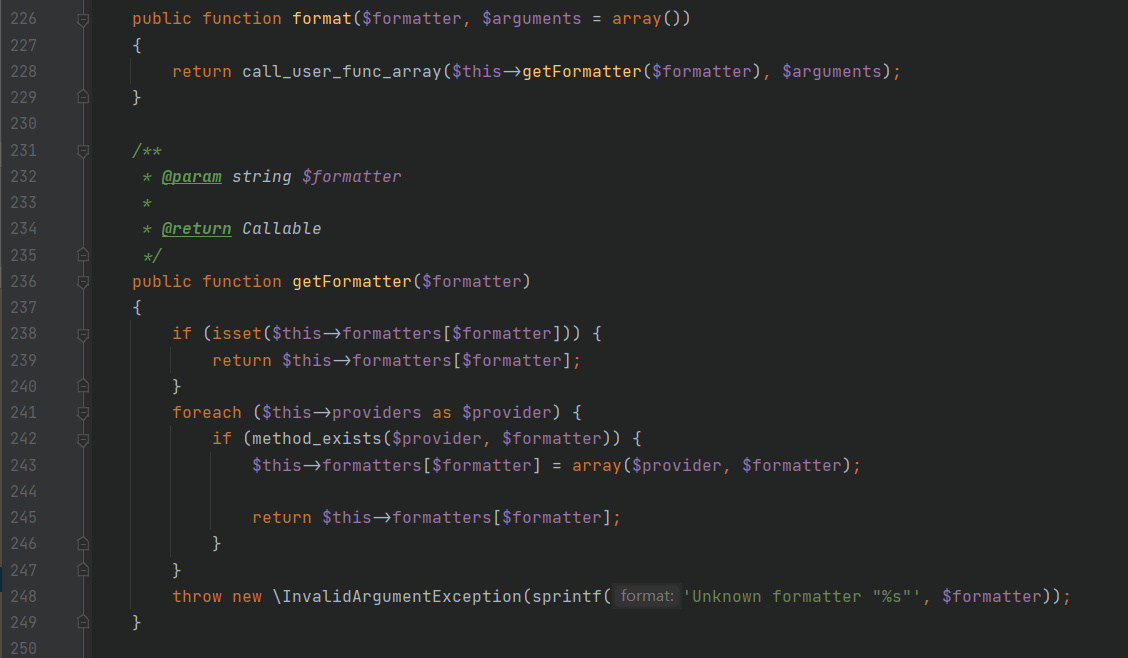 226 public function format($formatter, $arguments = array())
227 {
228 return call_user_func_array($this->getFormatter($formatter), $arguments);
229 }
230
231 /**
232 * @param string $formatter
233 *
234 * @return Callable
235 */
236 public function getFormatter($formatter)
237 {
238 if (isset($this->formatters[$formatter])) {
239 return $this->formatters[$formatter];
240 }
241 foreach ($this->providers as $provider) {
242 if (method_exists($provider, $formatter)) {
243 $this->formatters[$formatter] = array($provider, $formatter);
244
245 return $this->formatters[$formatter];
246 }
247 }
248 throw new \InvalidArgumentException(sprintf( format: 'Unknown formatter "%s"', $formatter));
249 }
250